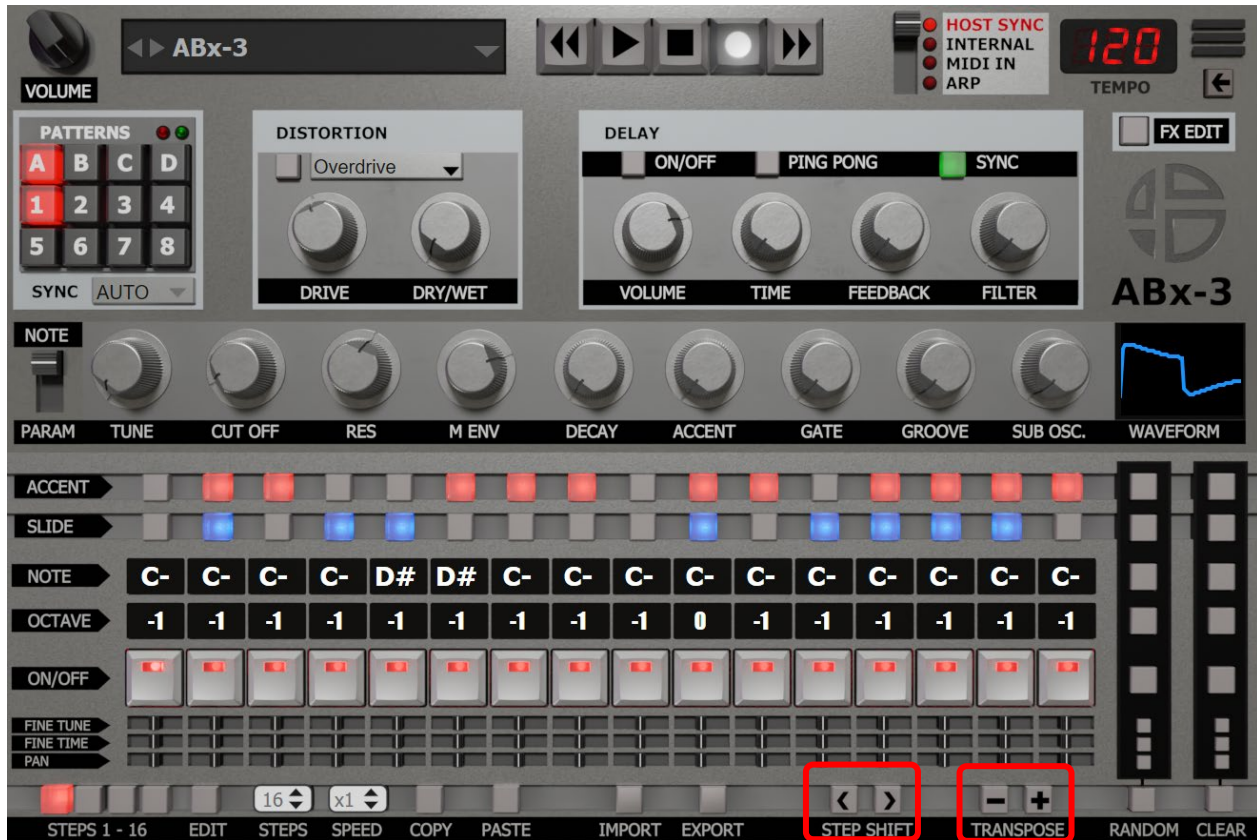 ABx-3
HOST SYNC
INTERNAL
MIDI IN
ARP
120
TEMPO
VOLUME
PATTERNS
A B C D
1 2 3 4
5 6 7 8
SYNC AUTO
DISTORTION
Overdrive
DRIVE DRY/WET
DELAY
ON/OFF PING PONG SYNC
VOLUME TIME FEEDBACK FILTER
FX EDIT
ABx-3
NOTE
PARAM TUNE CUT OFF RES M ENV DECAY ACCENT GATE GROOVE SUB OSC. WAVEFORM
ACCENT
SLIDE
NOTE C- C- C- C- D# D# C- C- C- C- C- C- C- C- C- C-
OCTAVE -1 -1 -1 -1 -1 -1 -1 -1 -1 0 -1 -1 -1 -1 -1 -1
ON/OFF
FINE TUNE
FINE TIME
PAN
16 x1 < > - +
STEPS 1 - 16 EDIT STEPS SPEED COPY PASTE IMPORT EXPORT STEP SHIFT TRANSPOSE RANDOM CLEAR